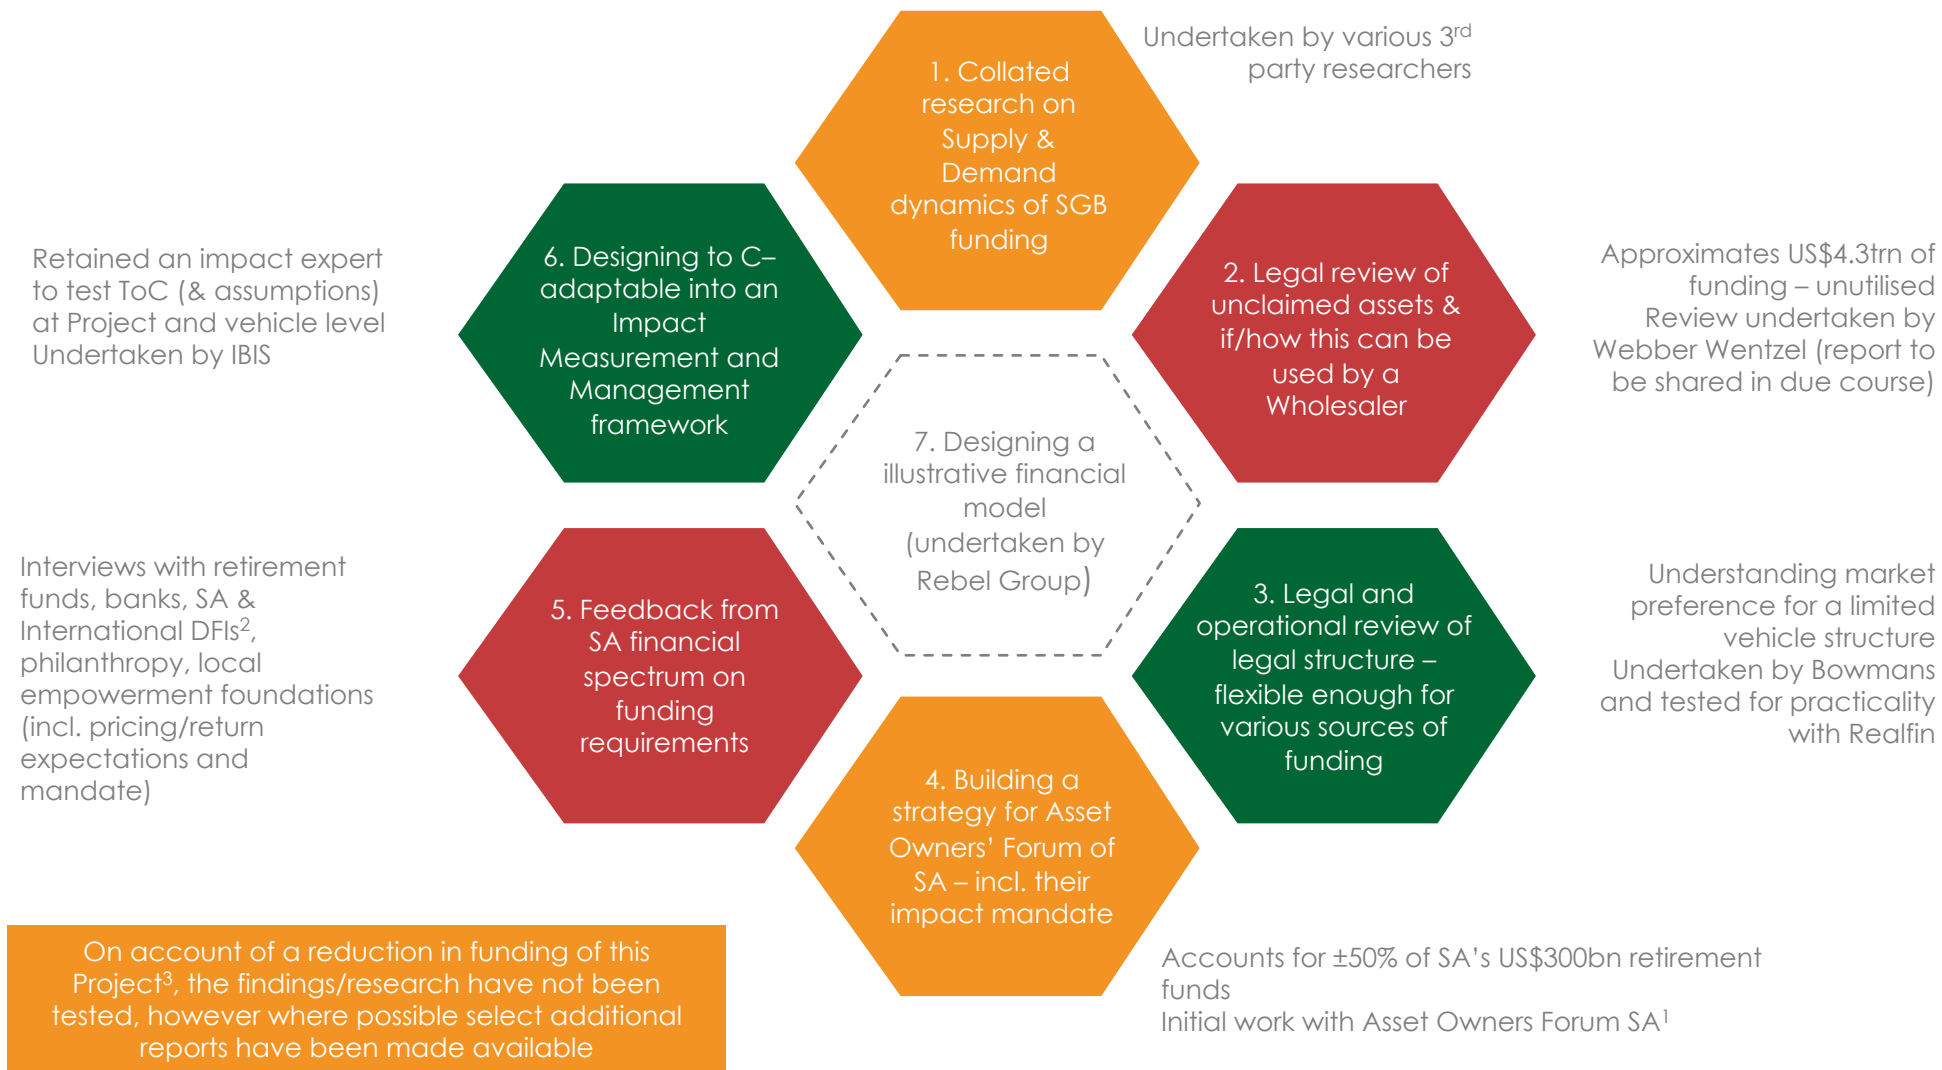 Undertaken by various 3rd
party researchers
1. Collated
research on
Supply &
Demand
dynamics of SGB
funding
Approximates US$4.3trn of
funding – unutilised
Review undertaken by
Webber Wentzel (report to
be shared in due course)
2. Legal review of
unclaimed assets &
if/how this can be
used by a
Wholesaler
Understanding market
preference for a limited
vehicle structure
Undertaken by Bowmans
and tested for practicality
with Realfin
3. Legal and
operational review of
legal structure –
flexible enough for
various sources of
funding
4. Building a
strategy for Asset
Owners’ Forum of
SA – incl. their
impact mandate
Accounts for ±50% of SA’s US$300bn retirement
funds
Initial work with Asset Owners Forum SA1
5. Feedback from
SA financial
spectrum on
funding
requirements
Interviews with retirement
funds, banks, SA &
International DFIs2,
philanthropy, local
empowerment foundations
(incl. pricing/return
expectations and
mandate)
6. Designing to C–
adaptable into an
Impact
Measurement and
Management
framework
Retained an impact expert
to test ToC (& assumptions)
at Project and vehicle level
Undertaken by IBIS
7. Designing a
illustrative financial
model
(undertaken by
Rebel Group)
On account of a reduction in funding of this
Project3, the findings/research have not been
tested, however where possible select additional
reports have been made available